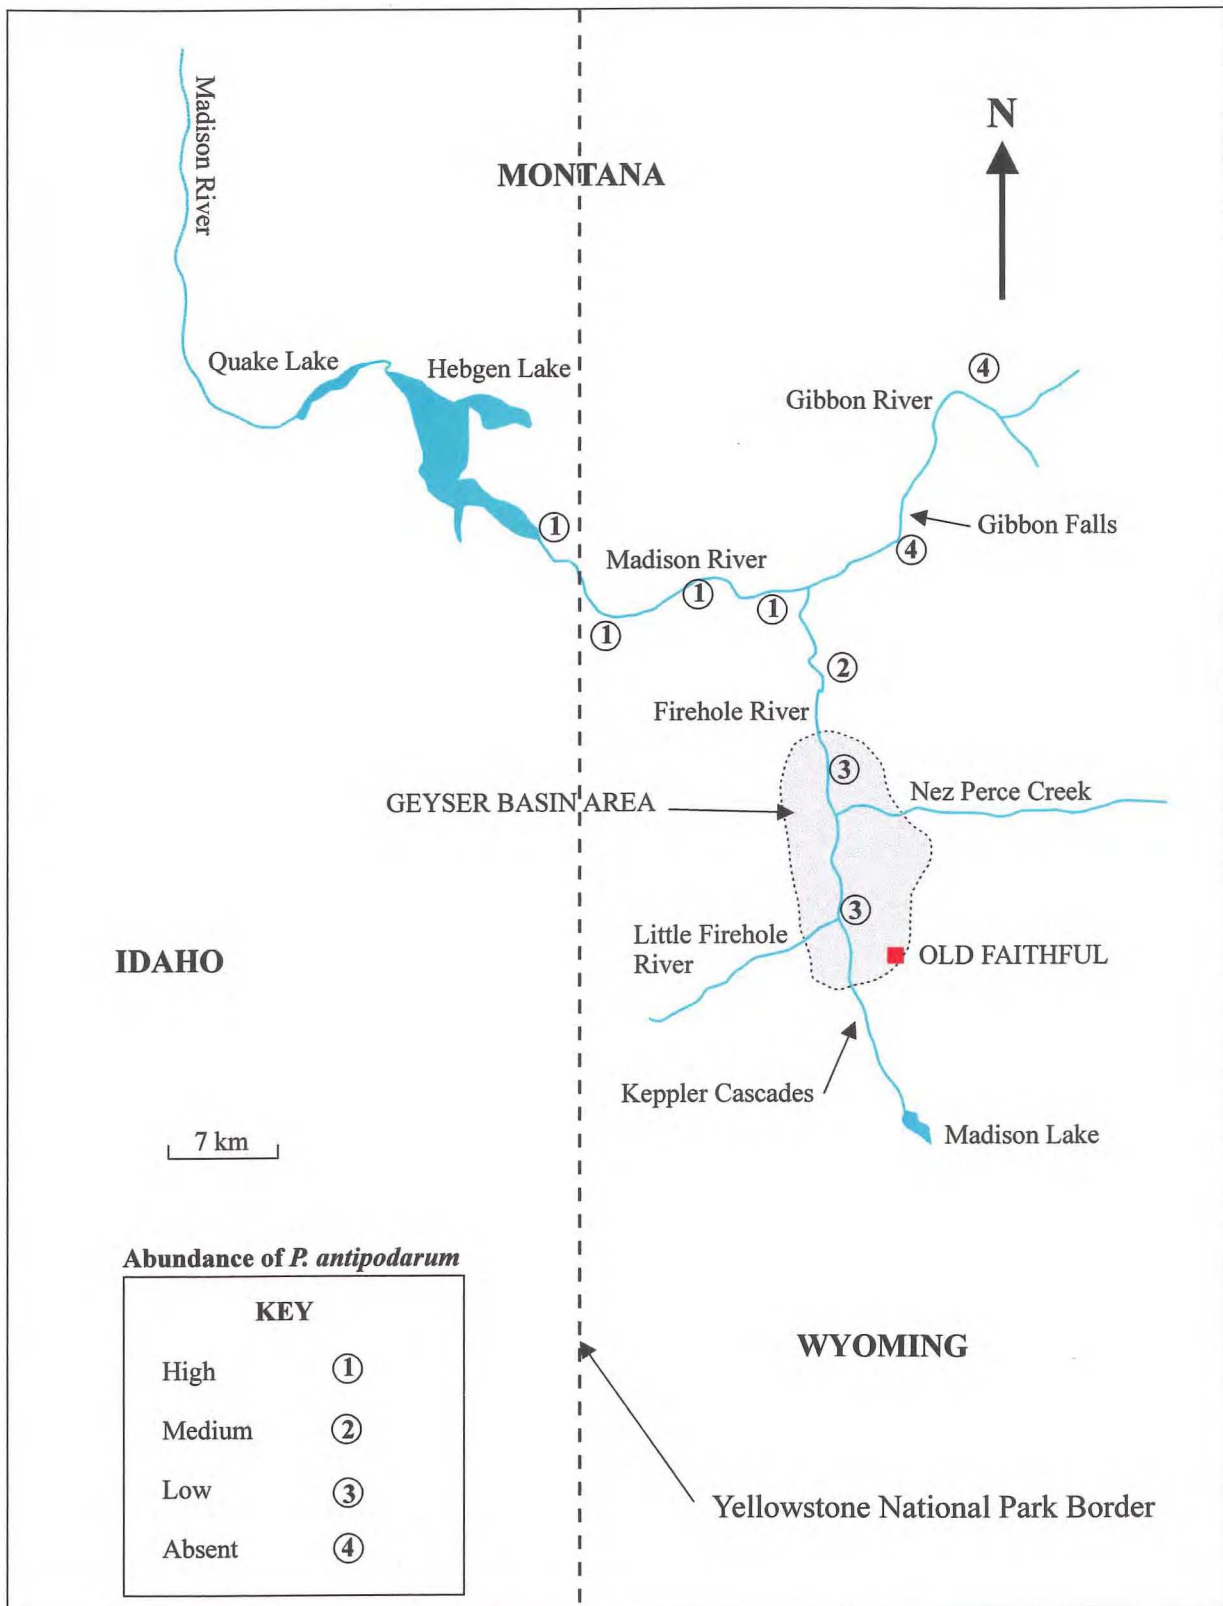 Madison River
MONTANA
N
Quake Lake
Hebgen Lake
④
Gibbon River
①
Gibbon Falls
④
Madison River
①
①
①
②
Firehole River
③
Nez Perce Creek
GEYSER BASIN AREA
③
Little Firehole
River
IDAHO
OLD FAITHFUL
Keppler Cascades
7 km
Madison Lake
Abundance of P. antipodarum
KEY
High ①
Medium ②
Low ③
Absent ④
WYOMING
Yellowstone National Park Border